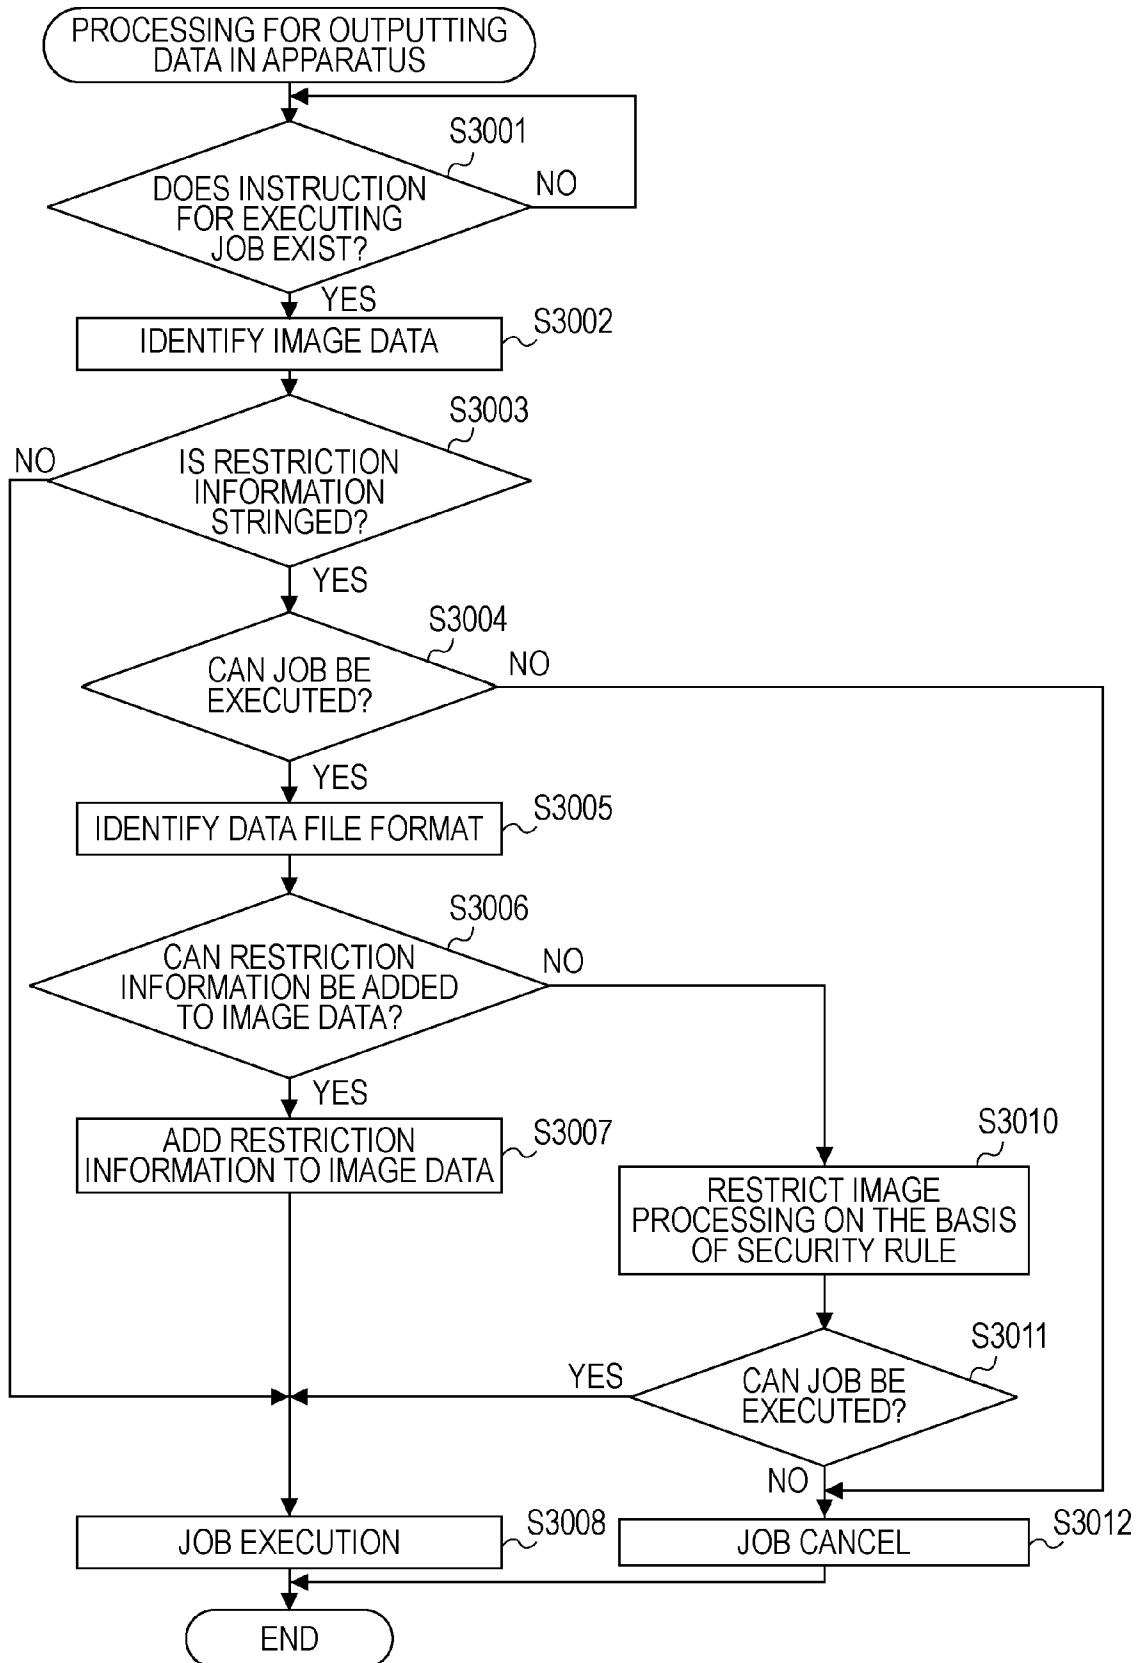 PROCESSING FOR OUTPUTTING
DATA IN APPARATUS
S3001
DOES INSTRUCTION
FOR EXECUTING
JOB EXIST?
NO
YES
S3002
IDENTIFY IMAGE DATA
S3003
NO
IS RESTRICTION
INFORMATION
STRINGED?
YES
S3004
CAN JOB BE
EXECUTED?
NO
YES
S3005
IDENTIFY DATA FILE FORMAT
S3006
CAN RESTRICTION
INFORMATION BE ADDED
TO IMAGE DATA?
NO
YES
S3007
ADD RESTRICTION
INFORMATION TO IMAGE DATA
S3010
RESTRICT IMAGE
PROCESSING ON THE BASIS
OF SECURITY RULE
S3011
YES
CAN JOB BE
EXECUTED?
NO
S3008
JOB EXECUTION
S3012
JOB CANCEL
END